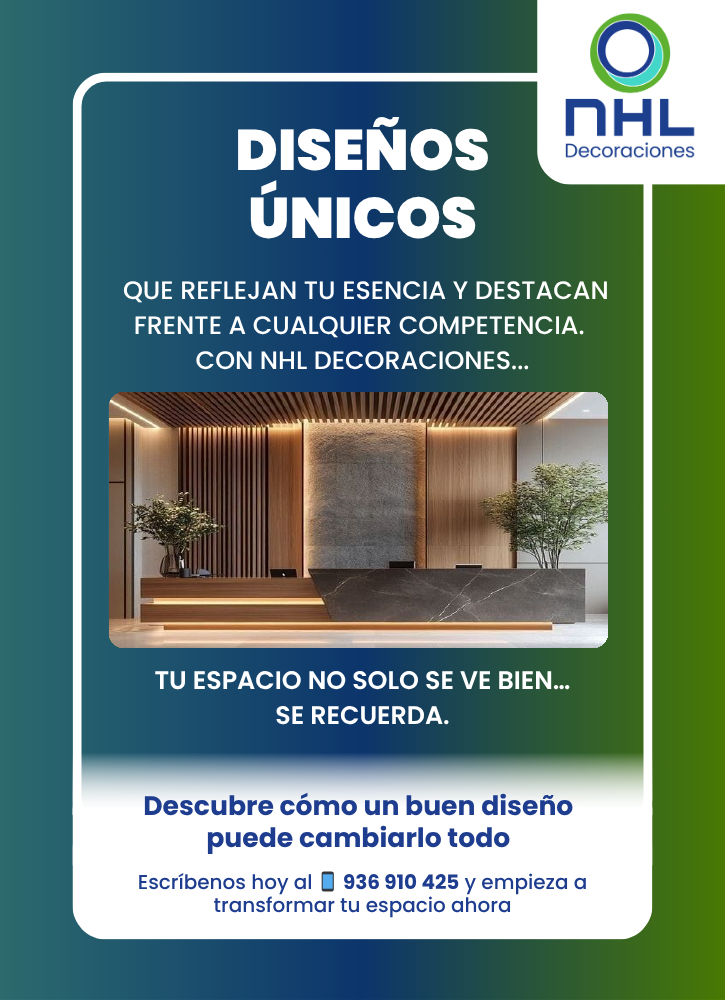 NHL
Decoraciones
DISEÑOS
ÚNICOS
QUE REFLEJAN TU ESENCIA Y DESTACAN
FRENTE A CUALQUIER COMPETENCIA.
CON NHL DECORACIONES...
TU ESPACIO NO SOLO SE VE BIEN...
SE RECUERDA.
Descubre cómo un buen diseño
puede cambiarlo todo
Escríbenos hoy al 📱 936 910 425 y empieza a
transformar tu espacio ahora